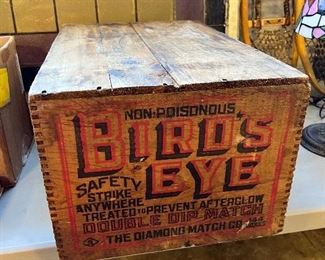 NON-POISONOUS
BIRD'S
EYE
SAFETY
STRIKE
ANYWHERE
TREATED TO PREVENT AFTERGLOW
DOUBLE DIP MATCH
THE DIAMOND MATCH CO.